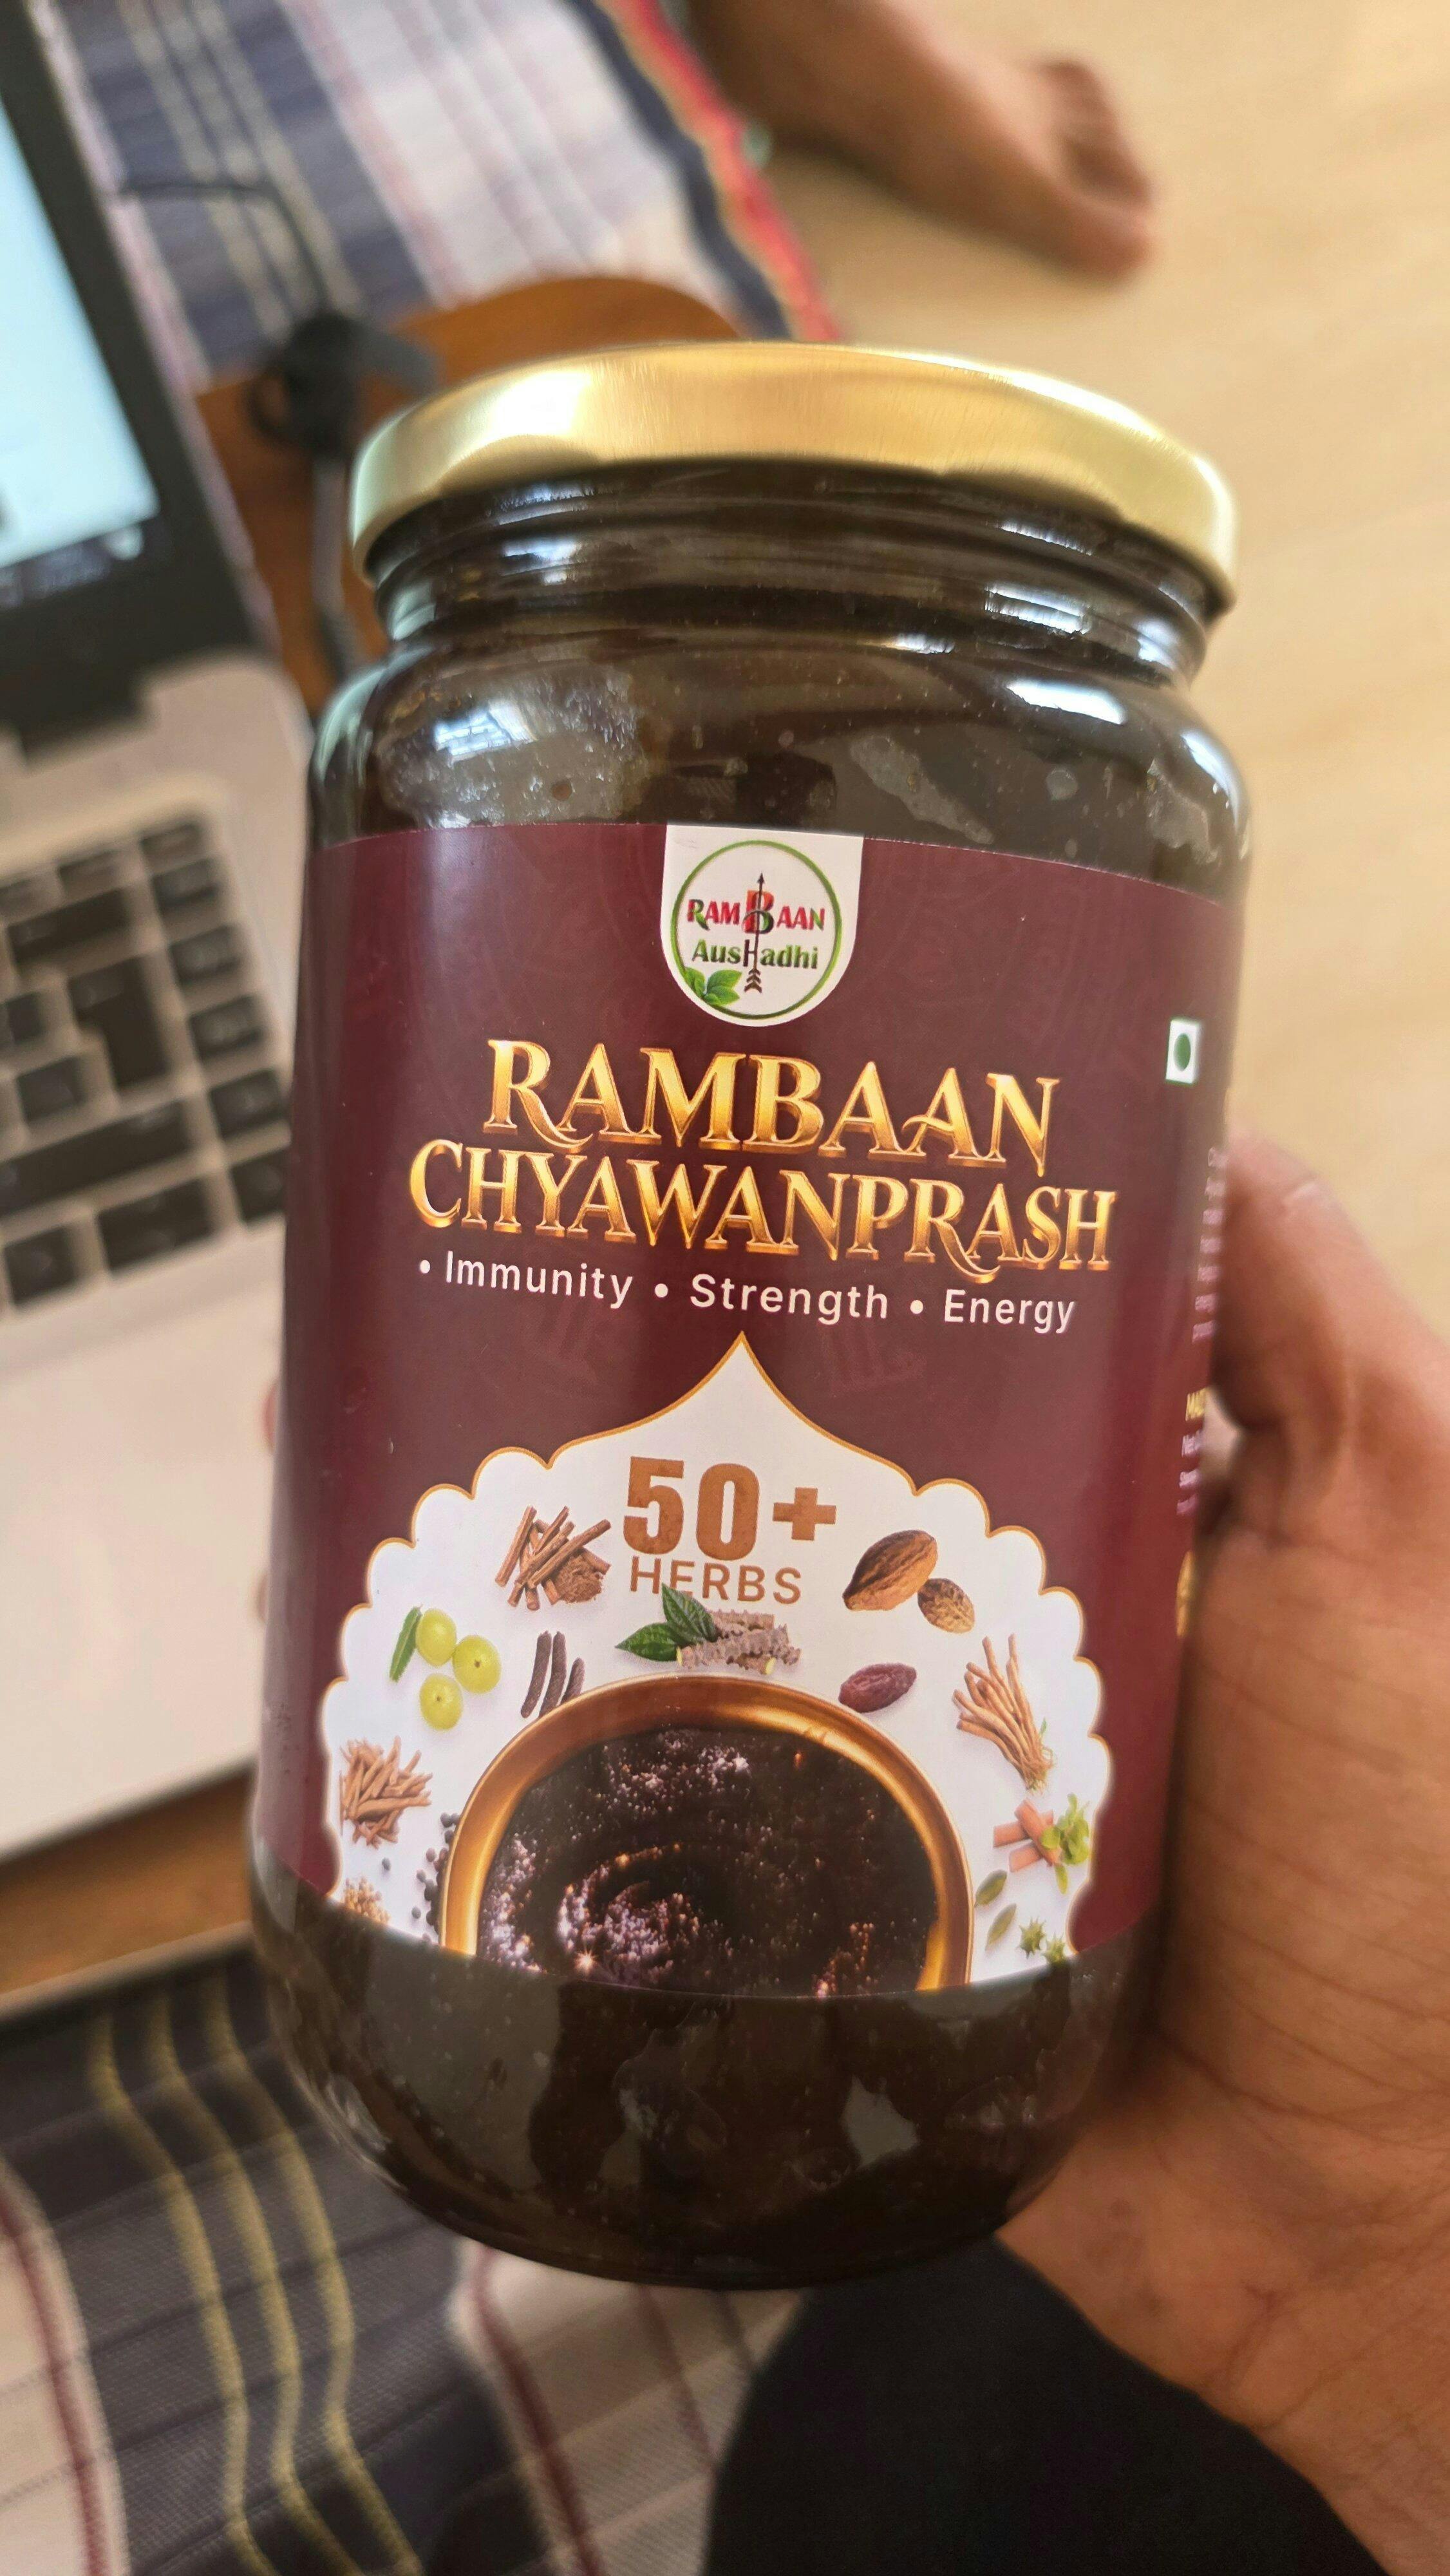 RAMBAAN
AusHadhi
RAMBAAN
CHYAWANPRASH
• Immunity • Strength • Energy
50+
HERBS